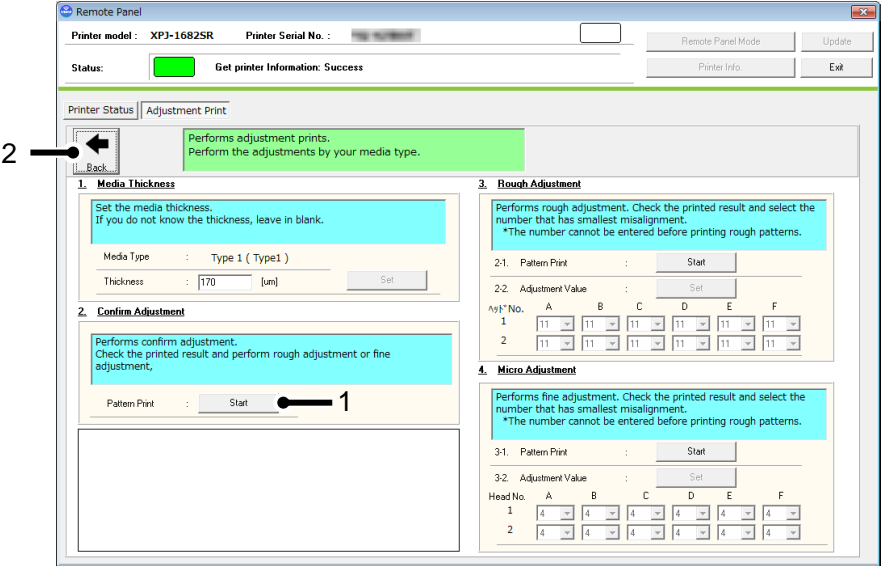 Remote Panel
Printer model : XPJ-1682SR Printer Serial No. :
Remote Panel Mode Update
Status: Get printer Information: Success
Printer Info. Exit
Printer Status Adjustment Print
2
Back
Performs adjustment prints.
Perform the adjustments by your media type.
1. Media Thickness
Set the media thickness.
If you do not know the thickness, leave in blank.
Media Type : Type 1 ( Type1 )
Thickness : 170 [um] Set
2. Confirm Adjustment
Performs confirm adjustment.
Check the printed result and perform rough adjustment or fine
adjustment,
Pattern Print : Start 1
3. Rough Adjustment
Performs rough adjustment. Check the printed result and select the
number that has smallest misalignment.
*The number cannot be entered before printing rough patterns.
2-1. Pattern Print : Start
2-2. Adjustment Value : Set
ﾍｯﾄﾞNo. A B C D E F
1 11 11 11 11 11 11
2 11 11 11 11 11 11
4. Micro Adjustment
Performs fine adjustment. Check the printed result and select the
number that has smallest misalignment.
*The number cannot be entered before printing rough patterns.
3-1. Pattern Print : Start
3-2. Adjustment Value : Set
Head No. A B C D E F
1 4 4 4 4 4 4
2 4 4 4 4 4 4